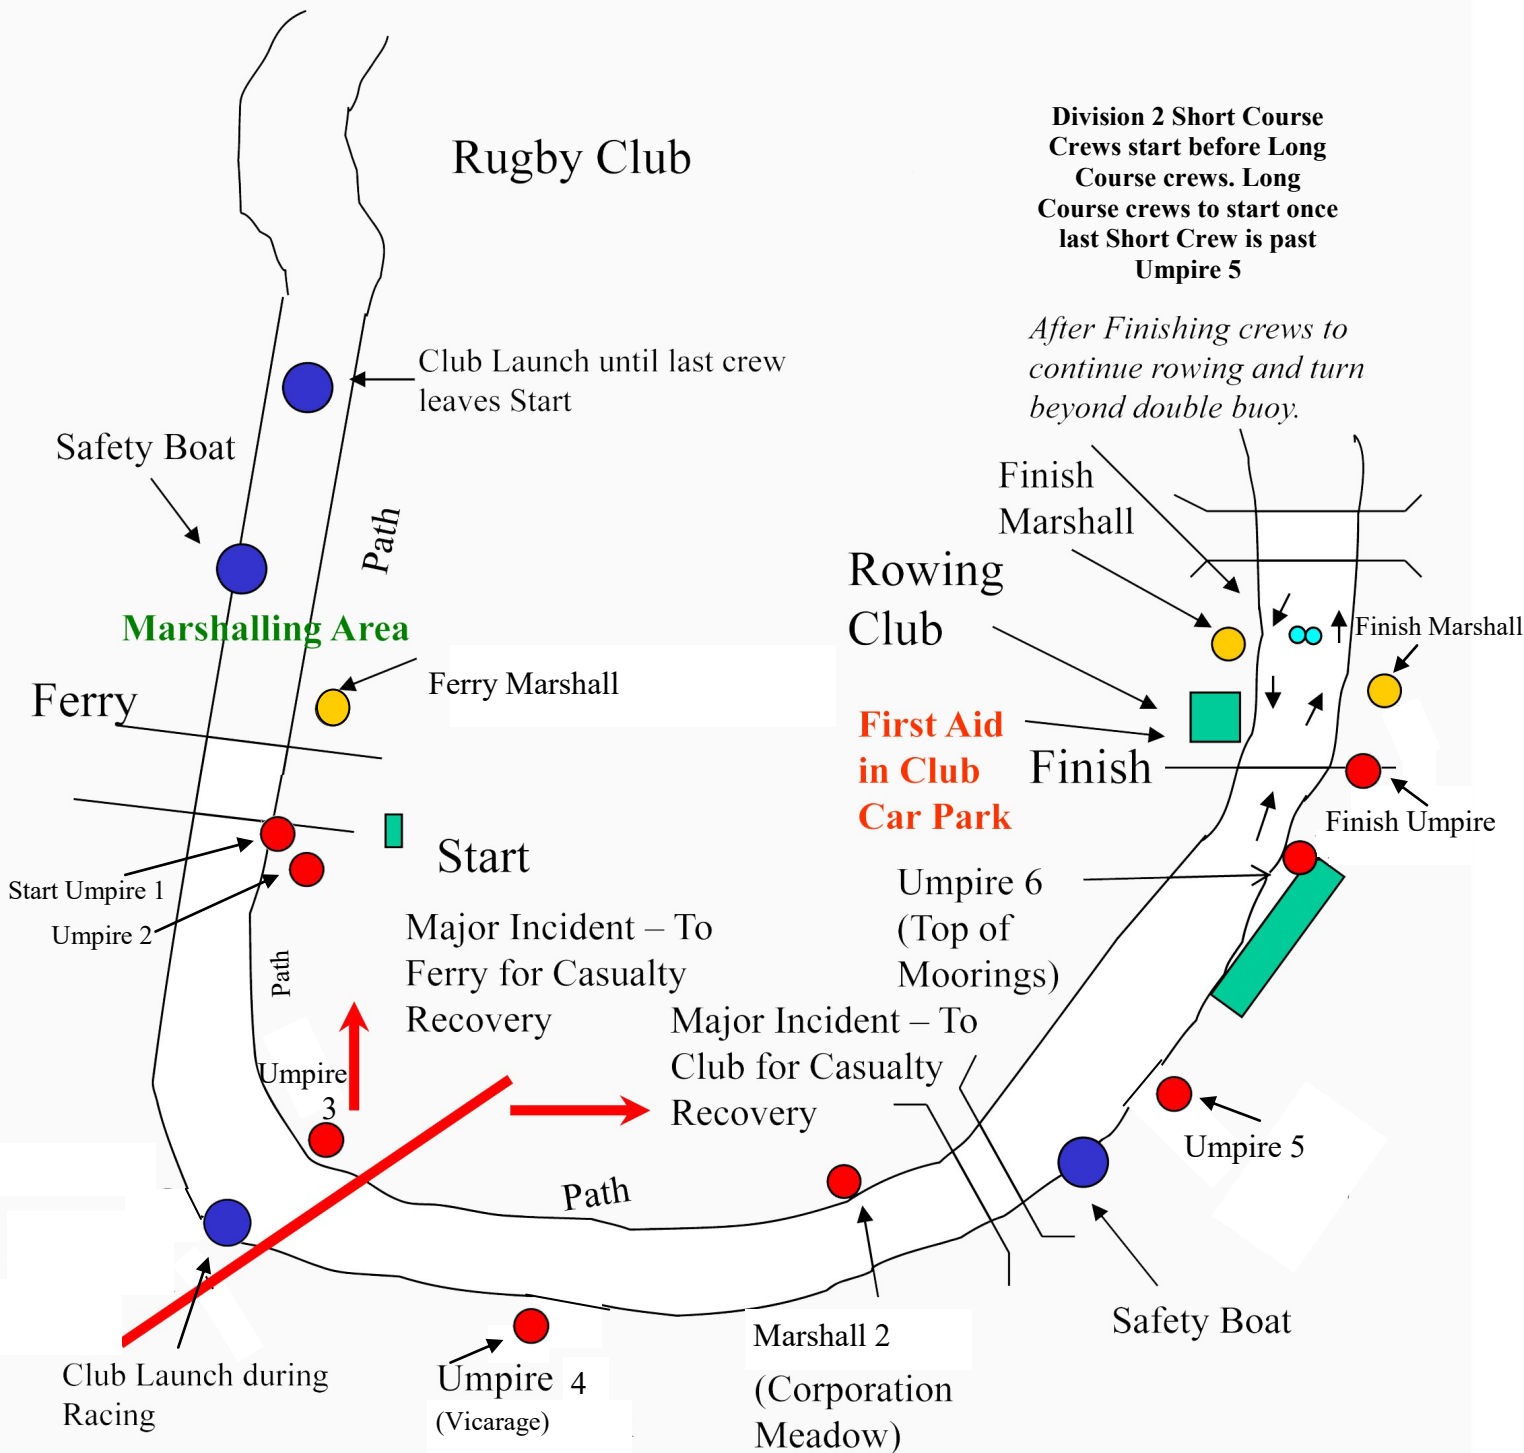 Rugby Club
Division 2 Short Course
Crews start before Long
Course crews. Long
Course crews to start once
last Short Crew is past
Umpire 5
After Finishing crews to
continue rowing and turn
beyond double buoy.
Club Launch until last crew
leaves Start
Safety Boat
Path
Marshalling Area
Ferry Marshall
Ferry
Finish
Marshall
Rowing
Club
Finish Marshall
First Aid
in Club
Car Park
Finish
Finish Umpire
Start
Start Umpire 1
Umpire 2
Umpire 6
(Top of
Moorings)
Path
Major Incident – To
Ferry for Casualty
Recovery
Major Incident – To
Club for Casualty
Recovery
Umpire
3
Umpire 5
Path
Safety Boat
Marshall 2
(Corporation
Meadow)
Club Launch during
Racing
Umpire 4
(Vicarage)